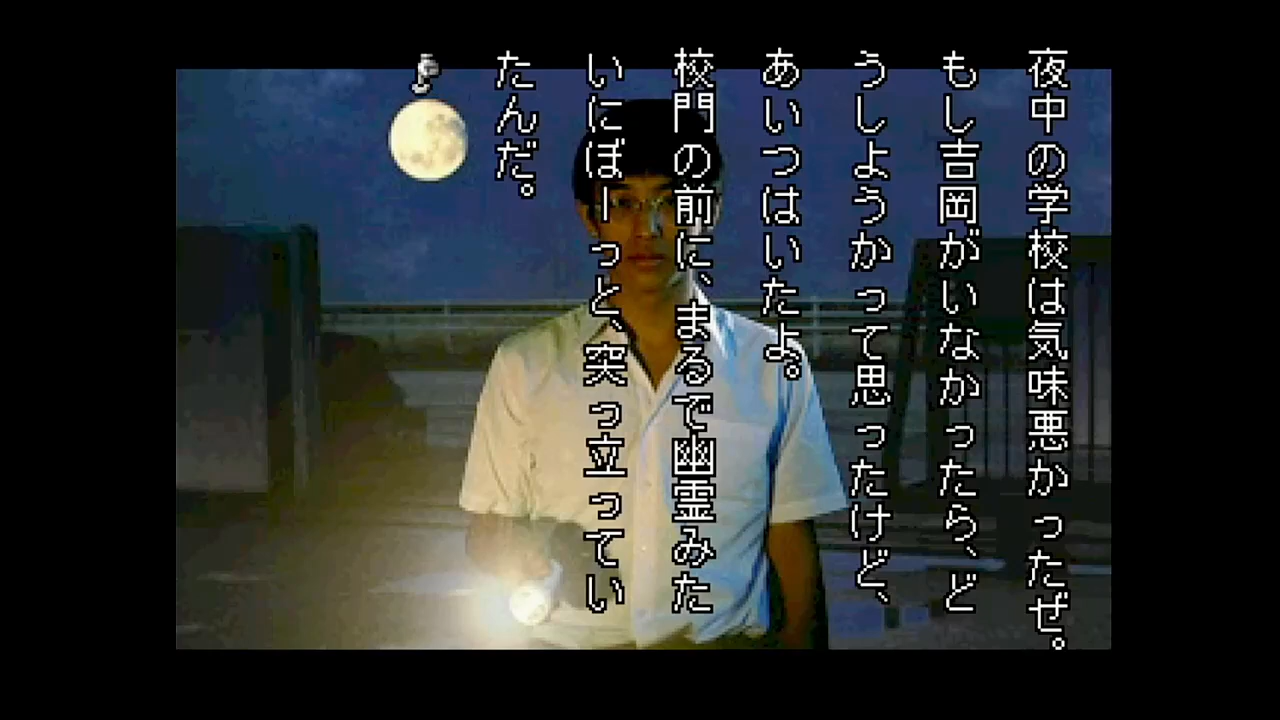 夜中の学校は気味悪かったぜ。
もし吉岡がいなかったら、ど
うしようかって思ったけど、
あいつはいたよ。
校門の前に、まるで幽霊みた
いにぼーっと、突っ立ってい
たんだ。